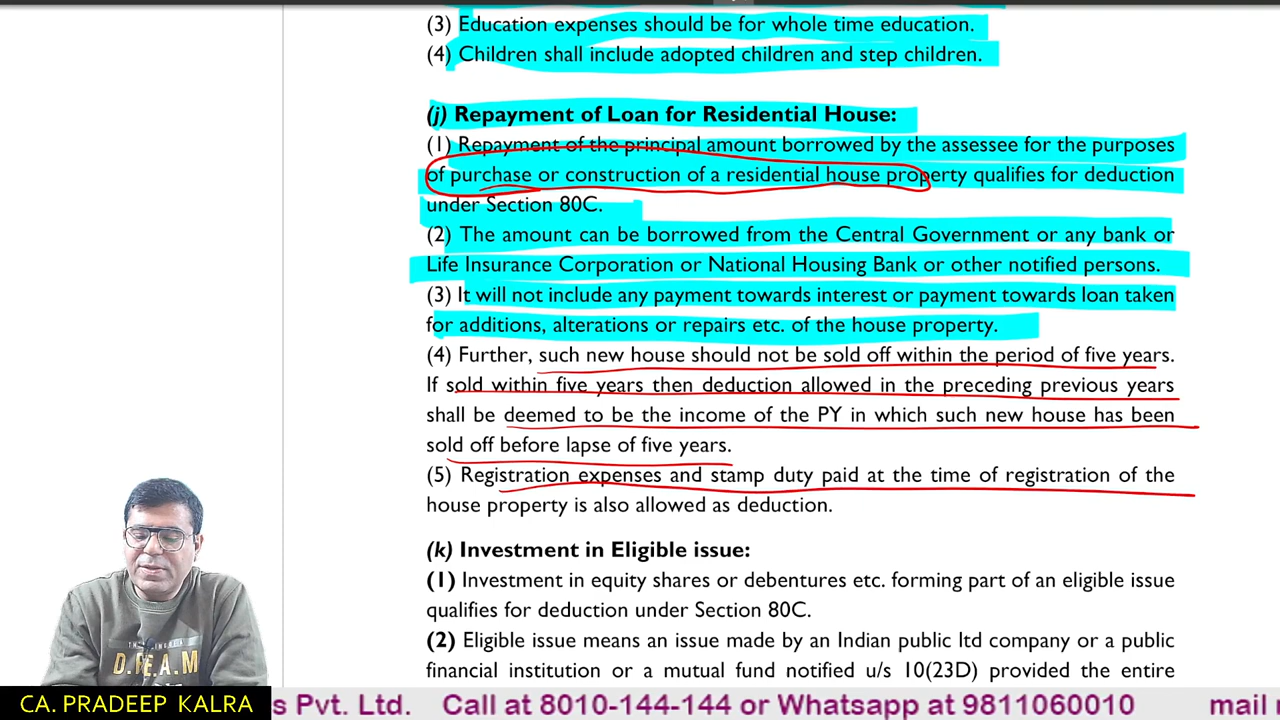 (3) Education expenses should be for whole time education.
(4) Children shall include adopted children and step children.
(j) Repayment of Loan for Residential House:
(1) Repayment of the principal amount borrowed by the assessee for the purposes
of purchase or construction of a residential house property qualifies for deduction
under Section 80C.
(2) The amount can be borrowed from the Central Government or any bank or
Life Insurance Corporation or National Housing Bank or other notified persons.
(3) It will not include any payment towards interest or payment towards loan taken
for additions, alterations or repairs etc. of the house property.
(4) Further, such new house should not be sold off within the period of five years.
If sold within five years then deduction allowed in the preceding previous years
shall be deemed to be the income of the PY in which such new house has been
sold off before lapse of five years.
(5) Registration expenses and stamp duty paid at the time of registration of the
house property is also allowed as deduction.
(k) Investment in Eligible issue:
(1) Investment in equity shares or debentures etc. forming part of an eligible issue
qualifies for deduction under Section 80C.
(2) Eligible issue means an issue made by an Indian public ltd company or a public
financial institution or a mutual fund notified u/s 10(23D) provided the entire
CA. PRADEEP KALRA
s Pvt. Ltd. Call at 8010-144-144 or Whatsapp at 9811060010 mail